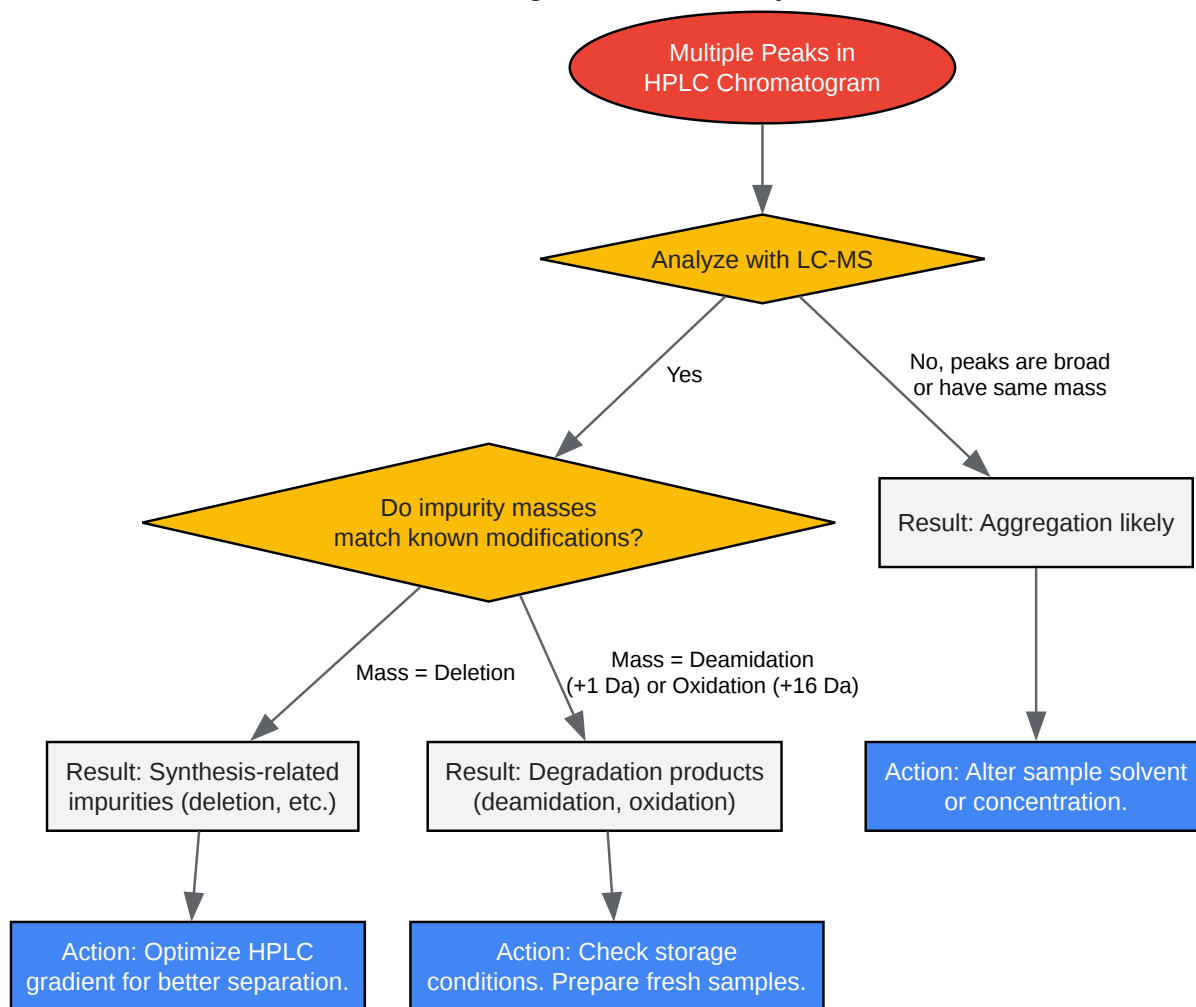 Multiple Peaks in
HPLC Chromatogram
Analyze with LC-MS
Yes
No, peaks are broad
or have same mass
Do impurity masses
match known modifications?
Result: Aggregation likely
Mass = Deletion
Mass = Deamidation
(+1 Da) or Oxidation (+16 Da)
Result: Synthesis-related
impurities (deletion, etc.)
Result: Degradation products
(deamidation, oxidation)
Action: Alter sample solvent
or concentration.
Action: Optimize HPLC
gradient for better separation.
Action: Check storage
conditions. Prepare fresh samples.